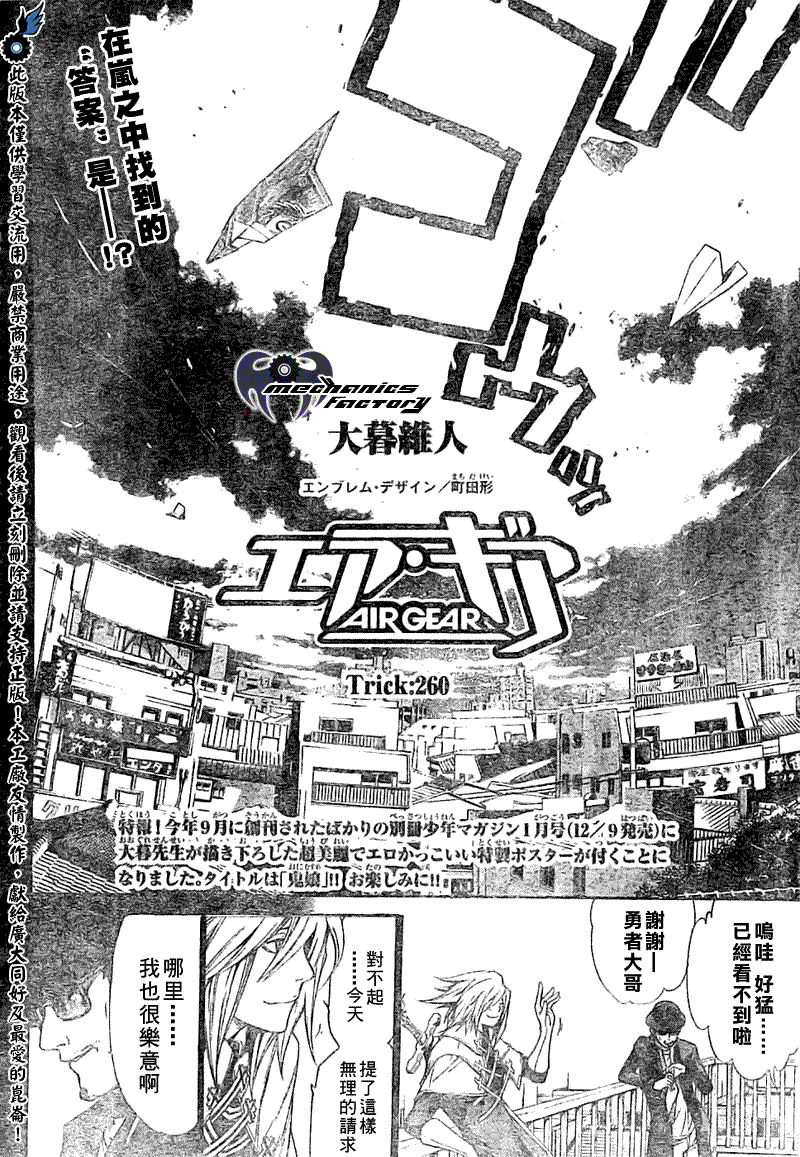 在嵐之中找到的
“答案”是——!?
ゴウッ
mechanics
factory
大暮維人
エンブレム・デザイン／町田形
エア・ギア
AIR GEAR
Trick:260
特報!今年9月に創刊されたばかりの別冊少年マガジン1月号(12／9発売)に
大暮先生が描き下ろした超美麗でエロかっこいい特製ポスターが付くことに
なりました。タイトルは「鬼娘」!! お楽しみに!!
嗚哇 好猛……
已經看不到啦
謝謝—
勇者大哥
對不起
……今天
提了這樣
無理的請求
哪里……
我也很樂意啊
此版本僅供學習交流用，嚴禁商業用途，觀看後請立刻刪除並請支持正版！本工廠友情製作，獻給廣大同好及最愛的崑崙！